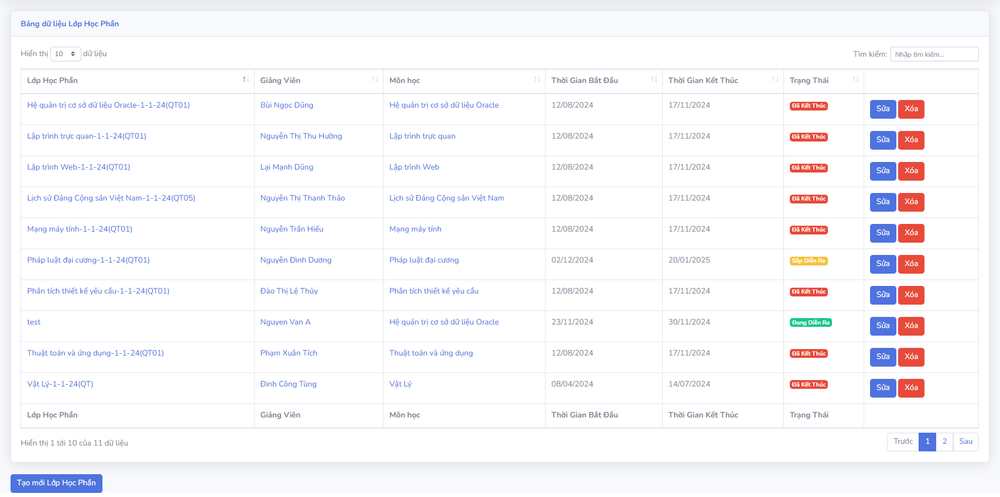 Bảng dữ liệu Lớp Học Phần
Hiển thị 10 dữ liệu Tìm kiếm: Nhập tìm kiếm...
Lớp Học Phần Giảng Viên Môn học Thời Gian Bắt Đầu Thời Gian Kết Thúc Trạng Thái
Hệ quản trị cơ sở dữ liệu Oracle-1-1-24(QT01) Bùi Ngọc Dũng Hệ quản trị cơ sở dữ liệu Oracle 12/08/2024 17/11/2024 Đã Kết Thúc Sửa Xóa
Lập trình trực quan-1-1-24(QT01) Nguyễn Thị Thu Hường Lập trình trực quan 12/08/2024 17/11/2024 Đã Kết Thúc Sửa Xóa
Lập trình Web-1-1-24(QT01) Lại Mạnh Dũng Lập trình Web 12/08/2024 17/11/2024 Đã Kết Thúc Sửa Xóa
Lịch sử Đảng Cộng sản Việt Nam-1-1-24(QT05) Nguyễn Thị Thanh Thảo Lịch sử Đảng Cộng sản Việt Nam 12/08/2024 17/11/2024 Đã Kết Thúc Sửa Xóa
Mạng máy tính-1-1-24(QT01) Nguyễn Trần Hiếu Mạng máy tính 12/08/2024 17/11/2024 Đã Kết Thúc Sửa Xóa
Pháp luật đại cương-1-1-24(QT01) Nguyễn Đình Dương Pháp luật đại cương 02/12/2024 20/01/2025 Sắp Diễn Ra Sửa Xóa
Phân tích thiết kế yêu cầu-1-1-24(QT01) Đào Thị Lệ Thủy Phân tích thiết kế yêu cầu 12/08/2024 17/11/2024 Đã Kết Thúc Sửa Xóa
test Nguyen Van A Hệ quản trị cơ sở dữ liệu Oracle 23/11/2024 30/11/2024 Đang Diễn Ra Sửa Xóa
Thuật toán và ứng dụng-1-1-24(QT01) Phạm Xuân Tích Thuật toán và ứng dụng 12/08/2024 17/11/2024 Đã Kết Thúc Sửa Xóa
Vật Lý-1-1-24(QT) Đinh Công Tùng Vật Lý 08/04/2024 14/07/2024 Đã Kết Thúc Sửa Xóa
Lớp Học Phần Giảng Viên Môn học Thời Gian Bắt Đầu Thời Gian Kết Thúc Trạng Thái
Hiển thị 1 tới 10 của 11 dữ liệu Trước 1 2 Sau
Tạo mới Lớp Học Phần